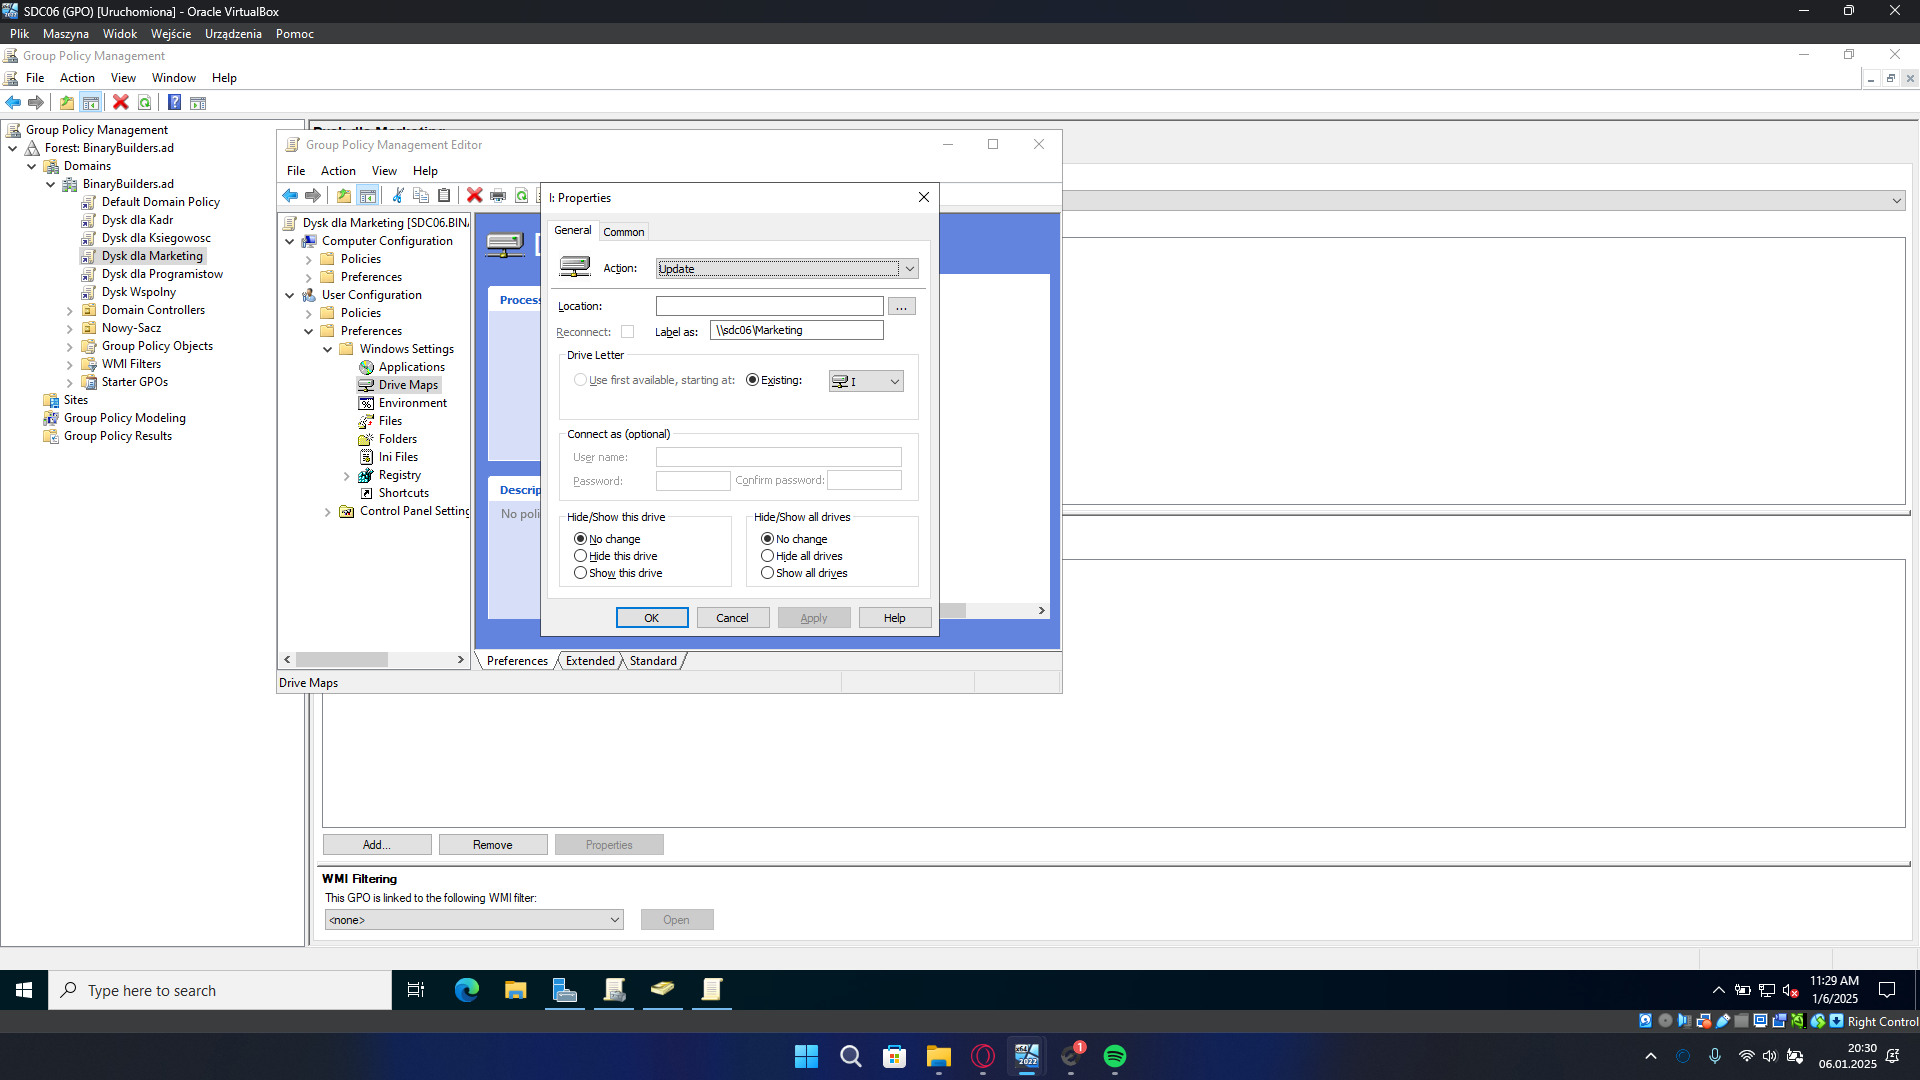 SDC06 (GPO) [Uruchomiona] - Oracle VirtualBox
Plik Maszyna Widok Wejście Urządzenia Pomoc
Group Policy Management
File Action View Window Help
Group Policy Management
Forest: BinaryBuilders.ad
Domains
BinaryBuilders.ad
Default Domain Policy
Dysk dla Kadr
Dysk dla Ksiegowosc
Dysk dla Marketing
Dysk dla Programistow
Dysk Wspolny
Domain Controllers
Nowy-Sacz
Group Policy Objects
WMI Filters
Starter GPOs
Sites
Group Policy Modeling
Group Policy Results
Dysk dla Marketing
Group Policy Management Editor
File Action View Help
Dysk dla Marketing [SDC06.BIN
Computer Configuration
Policies
Preferences
User Configuration
Policies
Preferences
Windows Settings
Applications
Drive Maps
Environment
Files
Folders
Ini Files
Registry
Shortcuts
Control Panel Setting
Process
Descrip
No poli
I: Properties
General Common
Action: Update
Location: ...
Reconnect: Label as: \\sdc06\Marketing
Drive Letter
Use first available, starting at: Existing: I
Connect as (optional)
User name:
Password: Confirm password:
Hide/Show this drive
No change
Hide this drive
Show this drive
Hide/Show all drives
No change
Hide all drives
Show all drives
OK Cancel Apply Help
Preferences Extended Standard
Drive Maps
Add... Remove Properties
WMI Filtering
This GPO is linked to the following WMI filter:
<none> Open
Type here to search
11:29 AM
1/6/2025
Right Control
1
20:30
06.01.2025